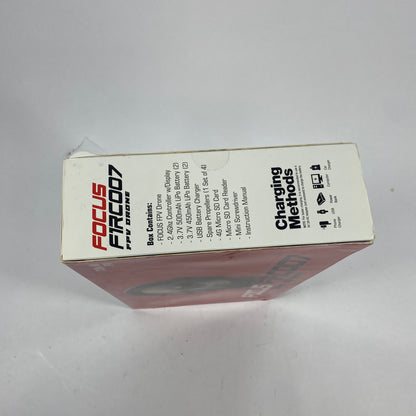 FOCUS
F1RC007
FPV DRONE
Box Contains:
- FOCUS FPV Drone
- 2.4Ghz Controller w/Display
- 3.7V 500mAh LiPo Battery (2)
- 3.7V 450mAh LiPo Battery (2)
- USB Battery Charger
- Spare Propellers (1 Set of 4)
- 4G Micro SD Card
- Micro SD Card Reader
- Mini Screwdriver
- Instruction Manual
Charging
Methods